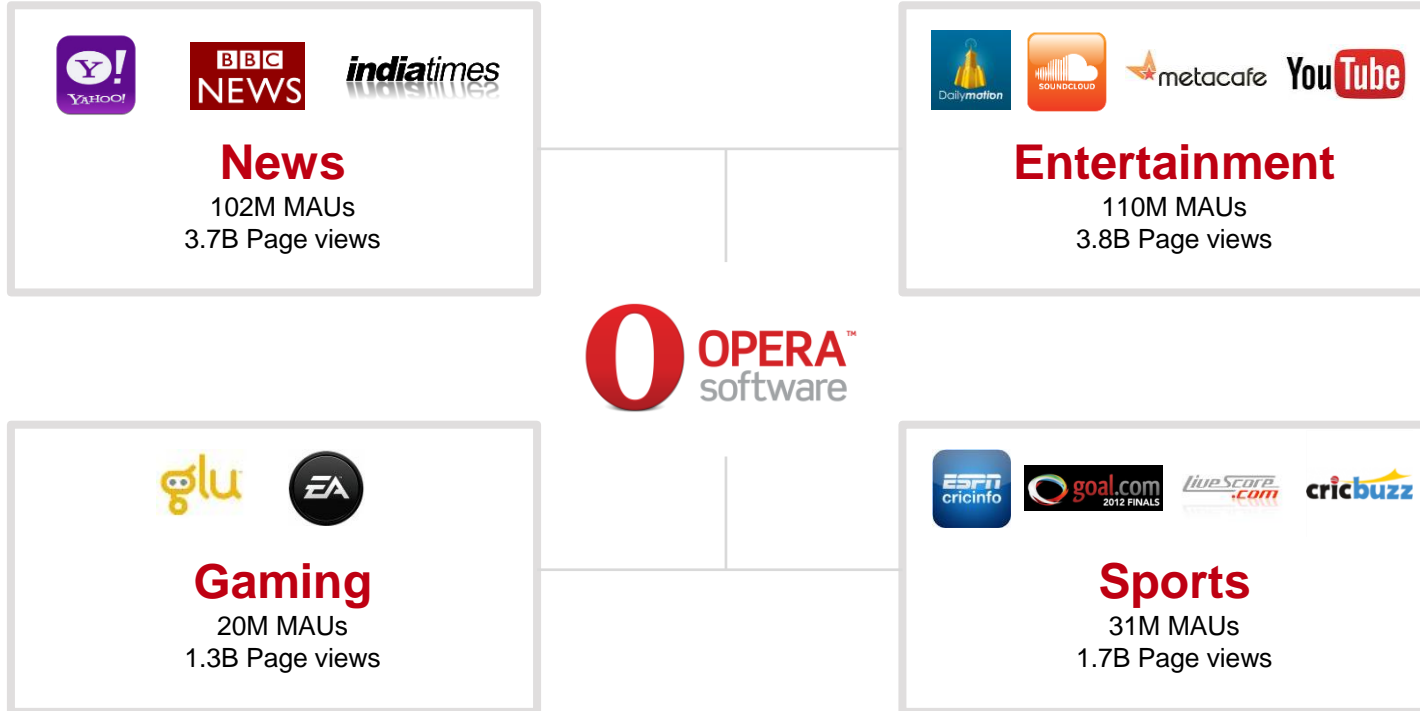 Y!
YAHOO!
BBC
NEWS
indiatimes
News
102M MAUs
3.7B Page views
Dailymotion
SOUNDCLOUD
metacafe
YouTube
Entertainment
110M MAUs
3.8B Page views
OPERA™
software
glu
EA
Gaming
20M MAUs
1.3B Page views
ESPN
cricinfo
goal.com
2012 FINALS
LiveScore
.com
cricbuzz
Sports
31M MAUs
1.7B Page views